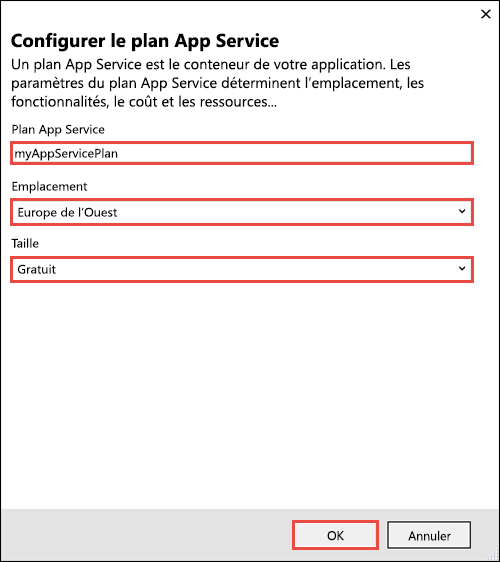 Configurer le plan App Service
Un plan App Service est le conteneur de votre application. Les
paramètres du plan App Service déterminent l'emplacement, les
fonctionnalités, le coût et les ressources...
Plan App Service
myAppServicePlan
Emplacement
Europe de l'Ouest
Taille
Gratuit
OK
Annuler